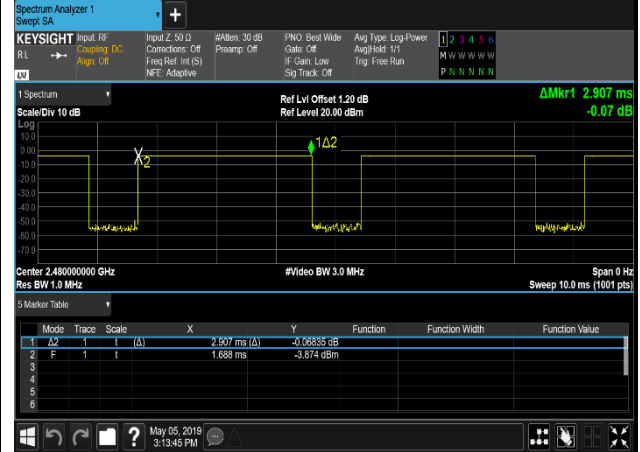 Spectrum Analyzer 1
Swept SA
+
KEYSIGHT Input: RF Input Z: 50 Ω #Atten: 30 dB PNO: Best Wide Avg Type: Log-Power 1 2 3 4 5 6
RL Coupling: DC Corrections: Off Preamp: Off Gate: Off Avg|Hold: 1/1 M W W W W W
Align: Off Freq Ref: Int (S) IF Gain: Low Trig: Free Run
LXI NFE: Adaptive Sig Track: Off P N N N N N
1 Spectrum Ref Lvl Offset 1.20 dB ΔMkr1 2.907 ms
Scale/Div 10 dB Ref Level 20.00 dBm -0.07 dB
Log
10.0
0.00
-10.0
-20.0
-30.0
-40.0
-50.0
-60.0
-70.0
2
1Δ2
Center 2.480000000 GHz #Video BW 3.0 MHz Span 0 Hz
Res BW 1.0 MHz Sweep 10.0 ms (1001 pts)
5 Marker Table
Mode Trace Scale X Y Function Function Width Function Value
1 Δ2 1 t (Δ) 2.907 ms (Δ) -0.06835 dB
2 F 1 t 1.688 ms -3.874 dBm
3
4
5
6
? May 05, 2019
3:13:45 PM